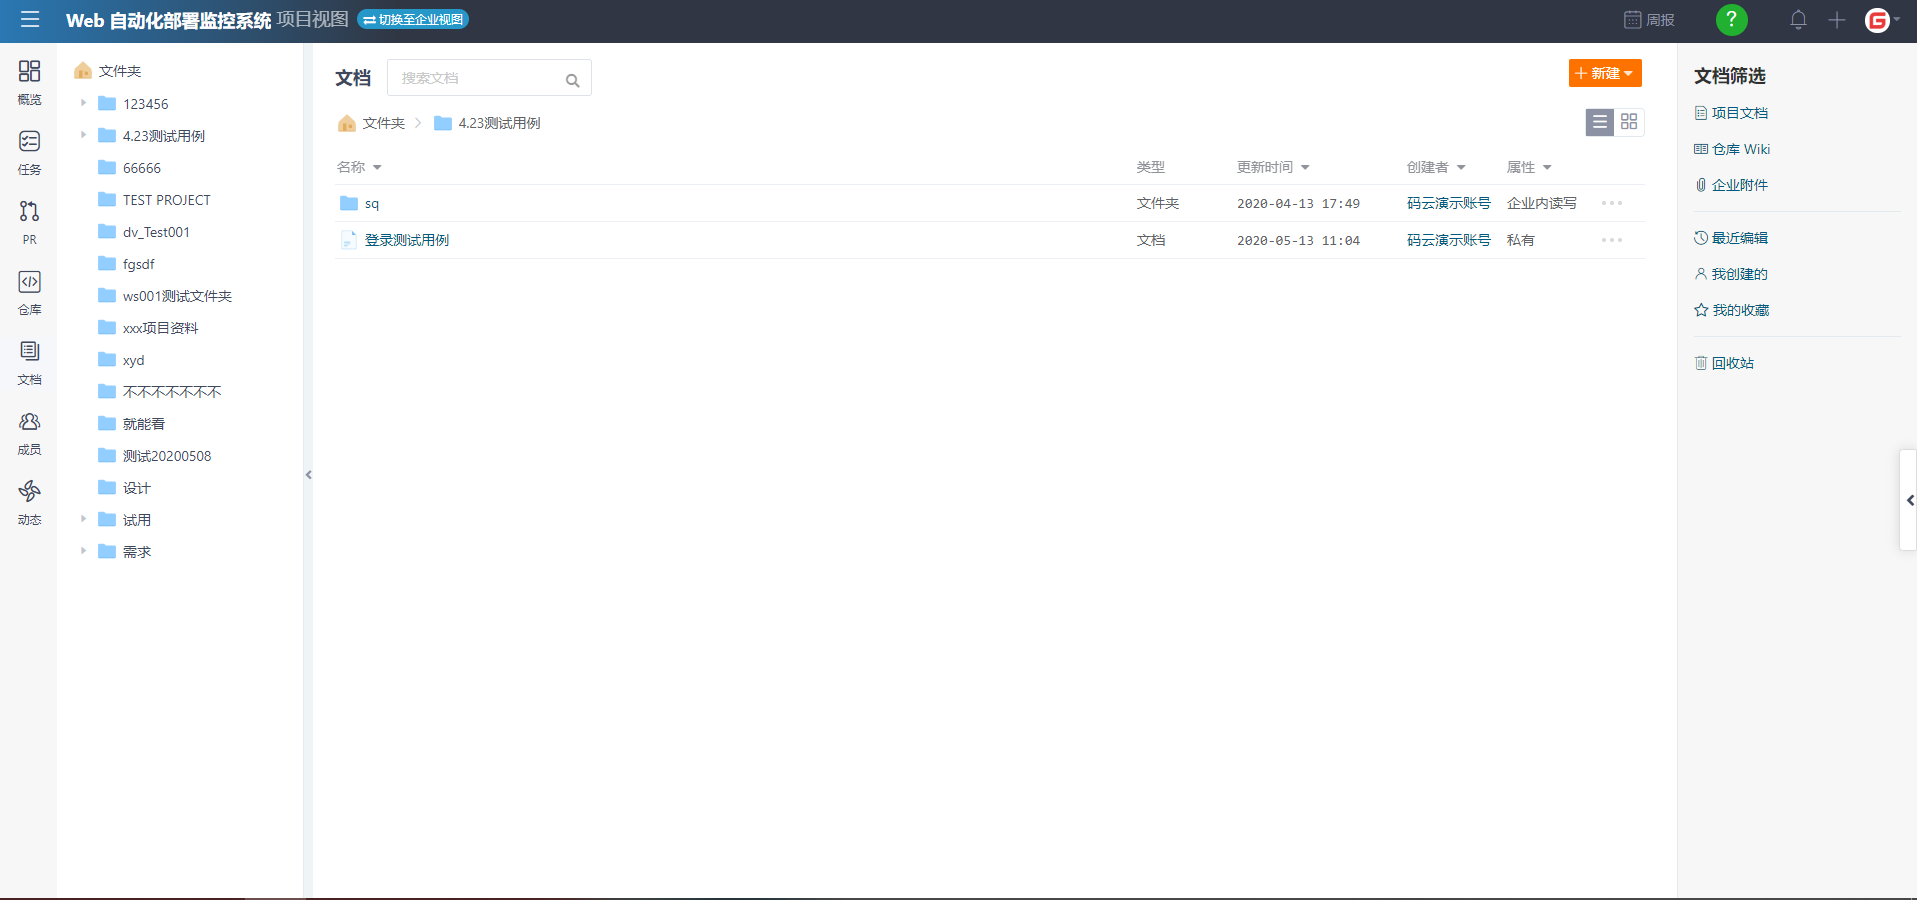 Web 自动化部署监控系统 项目视图 切换至企业视图 周报 ?
概览
任务
PR
仓库
文档
成员
动态
文件夹
123456
4.23测试用例
66666
TEST PROJECT
dv_Test001
fgsdf
ws001测试文件夹
xxx项目资料
xyd
不不不不不不不
就能看
测试20200508
设计
试用
需求
文档 搜索文档 新建
文件夹 4.23测试用例
名称 类型 更新时间 创建者 属性
sq 文件夹 2020-04-13 17:49 码云演示账号 企业内读写
登录测试用例 文档 2020-05-13 11:04 码云演示账号 私有
文档筛选
项目文档
仓库 Wiki
企业附件
最近编辑
我创建的
我的收藏
回收站